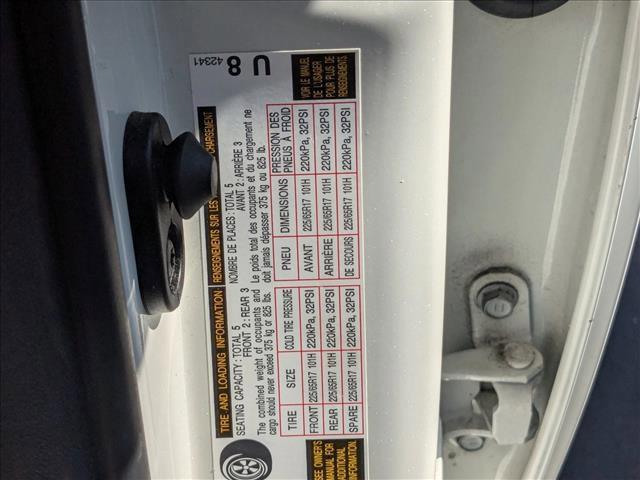 TIRE AND LOADING INFORMATION
SEATING CAPACITY: TOTAL 5
FRONT 2: REAR 3
The combined weight of occupants and
cargo should never exceed 375 kg or 825 lb.
TIRE SIZE COLD TIRE PRESSURE
FRONT 225/65R17 101H 220kPa, 32PSI
REAR 225/65R17 101H 220kPa, 32PSI
SPARE 225/65R17 101H 220kPa, 32PSI
SEE OWNER'S
MANUAL FOR
ADDITIONAL
INFORMATION
RENSEIGNEMENTS SUR LES CHARGEMENT
NOMBRE DE PLACES: TOTAL 5
AVANT 2: ARRIÈRE 3
Le poids total des occupants et du chargement ne
doit jamais dépasser 375 kg ou 825 lb.
PNEU DIMENSIONS PRESSION DES
PNEUS À FROID
AVANT 225/65R17 101H 220kPa, 32PSI
ARRIÈRE 225/65R17 101H 220kPa, 32PSI
DE SECOURS 225/65R17 101H 220kPa, 32PSI
VOIR LE MANUEL
DE L'USAGER
POUR PLUS DE
RENSEIGNEMENTS
42341
U 8